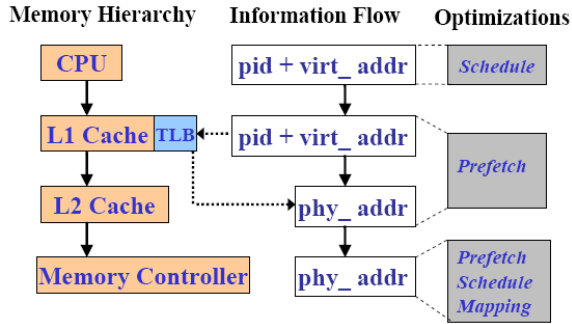 Memory Hierarchy Information Flow Optimizations
CPU pid + virt_ addr Schedule
L1 Cache TLB pid + virt_ addr Prefetch
L2 Cache phy_ addr
Memory Controller phy_ addr Prefetch
Schedule
Mapping